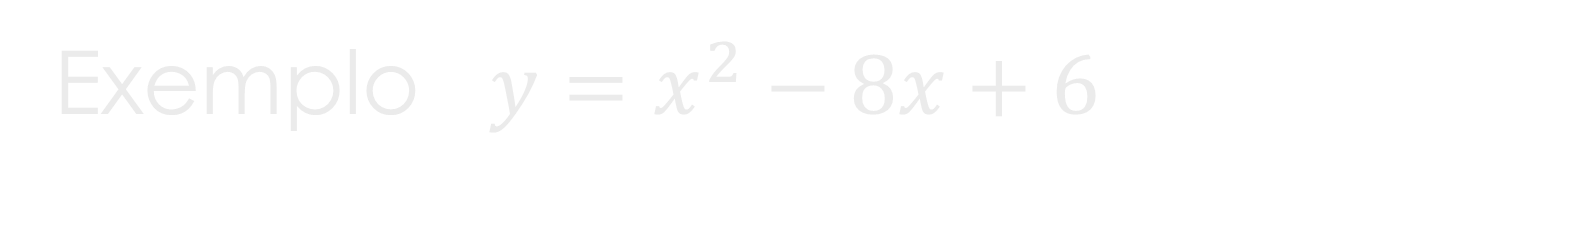 Exemplo y = x² − 8x + 6